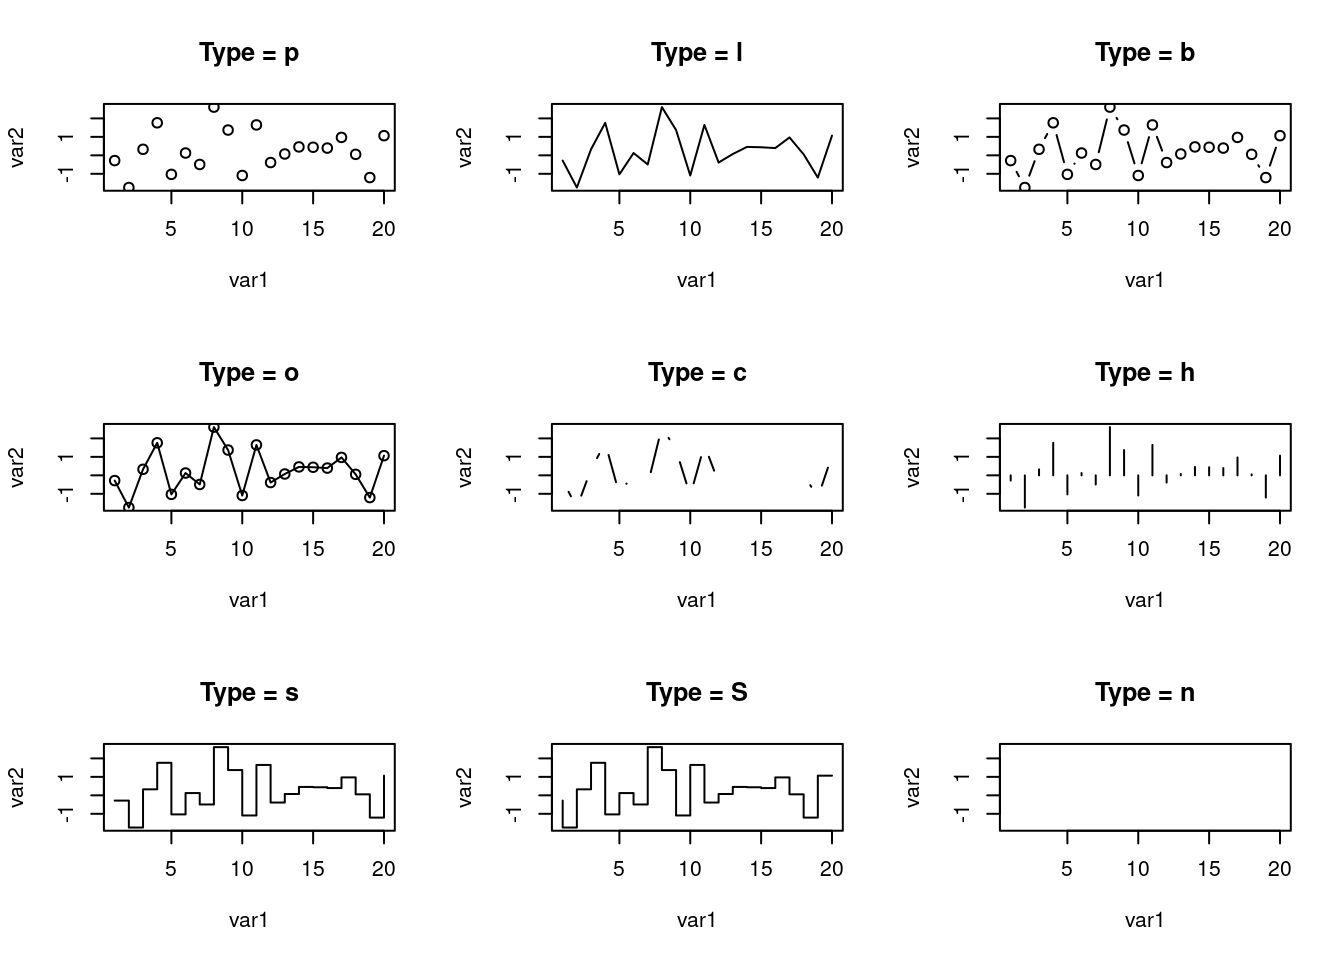 Type = p
var2
1
-1
5 10 15 20
var1
Type = l
var2
1
-1
5 10 15 20
var1
Type = b
var2
1
-1
5 10 15 20
var1
Type = o
var2
1
-1
5 10 15 20
var1
Type = c
var2
1
-1
5 10 15 20
var1
Type = h
var2
1
-1
5 10 15 20
var1
Type = s
var2
1
-1
5 10 15 20
var1
Type = S
var2
1
-1
5 10 15 20
var1
Type = n
var2
1
-1
5 10 15 20
var1